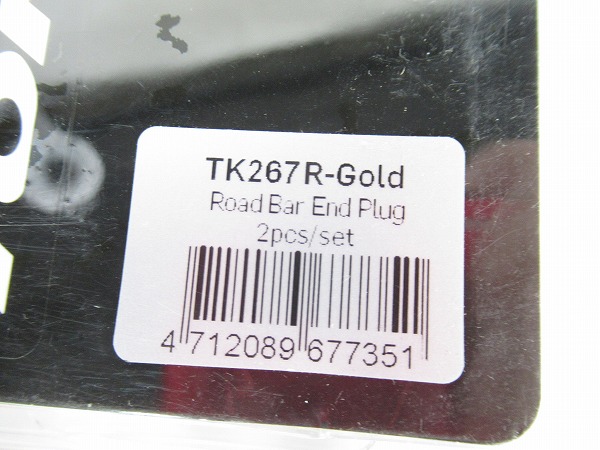 TK267R-Gold
Road Bar End Plug
2pcs/set
4 712089 677351